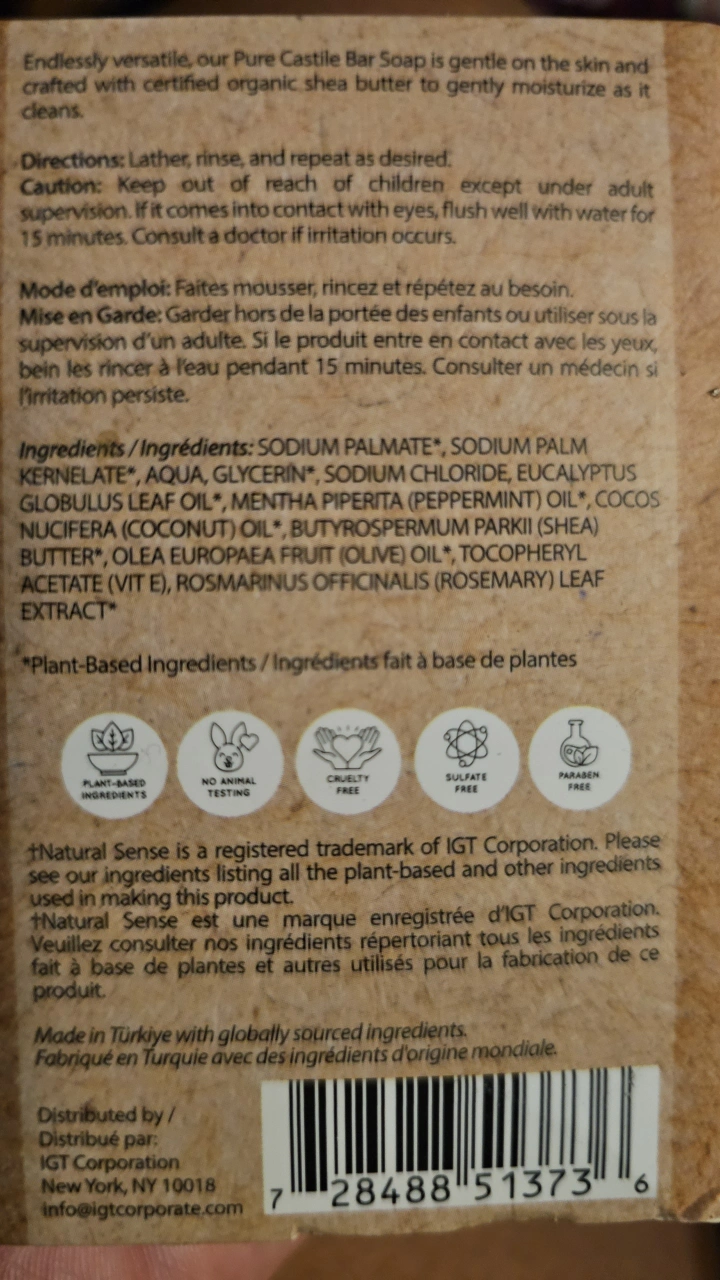 Endlessly versatile, our Pure Castile Bar Soap is gentle on the skin and
crafted with certified organic shea butter to gently moisturize as it
cleans.
Directions: Lather, rinse, and repeat as desired.
Caution: Keep out of reach of children except under adult
supervision. If it comes into contact with eyes, flush well with water for
15 minutes. Consult a doctor if irritation occurs.
Mode d'emploi: Faites mousser, rincez et répétez au besoin.
Mise en Garde: Garder hors de la portée des enfants ou utiliser sous la
supervision d'un adulte. Si le produit entre en contact avec les yeux,
bein les rincer à l'eau pendant 15 minutes. Consulter un médecin si
l'irritation persiste.
Ingredients / Ingrédients: SODIUM PALMATE*, SODIUM PALM
KERNELATE*, AQUA, GLYCERIN*, SODIUM CHLORIDE, EUCALYPTUS
GLOBULUS LEAF OIL*, MENTHA PIPERITA (PEPPERMINT) OIL*, COCOS
NUCIFERA (COCONUT) OIL*, BUTYROSPERMUM PARKII (SHEA)
BUTTER*, OLEA EUROPAEA FRUIT (OLIVE) OIL*, TOCOPHERYL
ACETATE (VIT E), ROSMARINUS OFFICINALIS (ROSEMARY) LEAF
EXTRACT*
*Plant-Based Ingredients / Ingrédients fait à base de plantes
PLANT-BASED
INGREDIENTS
NO ANIMAL
TESTING
CRUELTY
FREE
SULFATE
FREE
PARABEN
FREE
†Natural Sense is a registered trademark of IGT Corporation. Please
see our ingredients listing all the plant-based and other ingredients
used in making this product.
†Natural Sense est une marque enregistrée d'IGT Corporation.
Veuillez consulter nos ingrédients répertoriant tous les ingrédients
fait à base de plantes et autres utilisés pour la fabrication de ce
produit.
Made in Türkiye with globally sourced ingredients.
Fabriqué en Turquie avec des ingrédients d'origine mondiale.
Distributed by /
Distribué par:
IGT Corporation
New York, NY 10018
info@igtcorporate.com
7 28488 51373 6